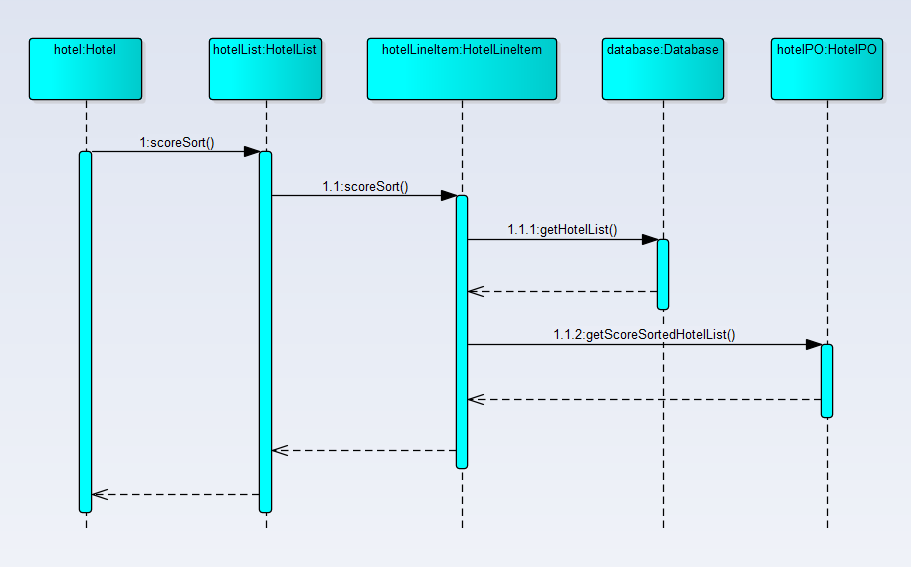 hotel:Hotel
hotelList:HotelList
hotelLineItem:HotelLineItem
database:Database
hotelPO:HotelPO
1:scoreSort()
1.1:scoreSort()
1.1.1:getHotelList()
1.1.2:getScoreSortedHotelList()